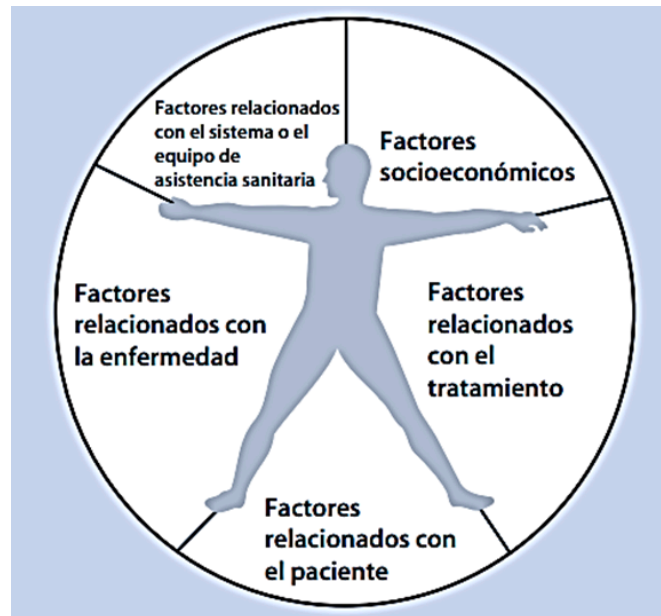 Factores relacionados
con el sistema o el
equipo de
asistencia sanitaria
Factores
socioeconómicos
Factores
relacionados con
la enfermedad
Factores
relacionados
con el
tratamiento
Factores
relacionados con
el paciente